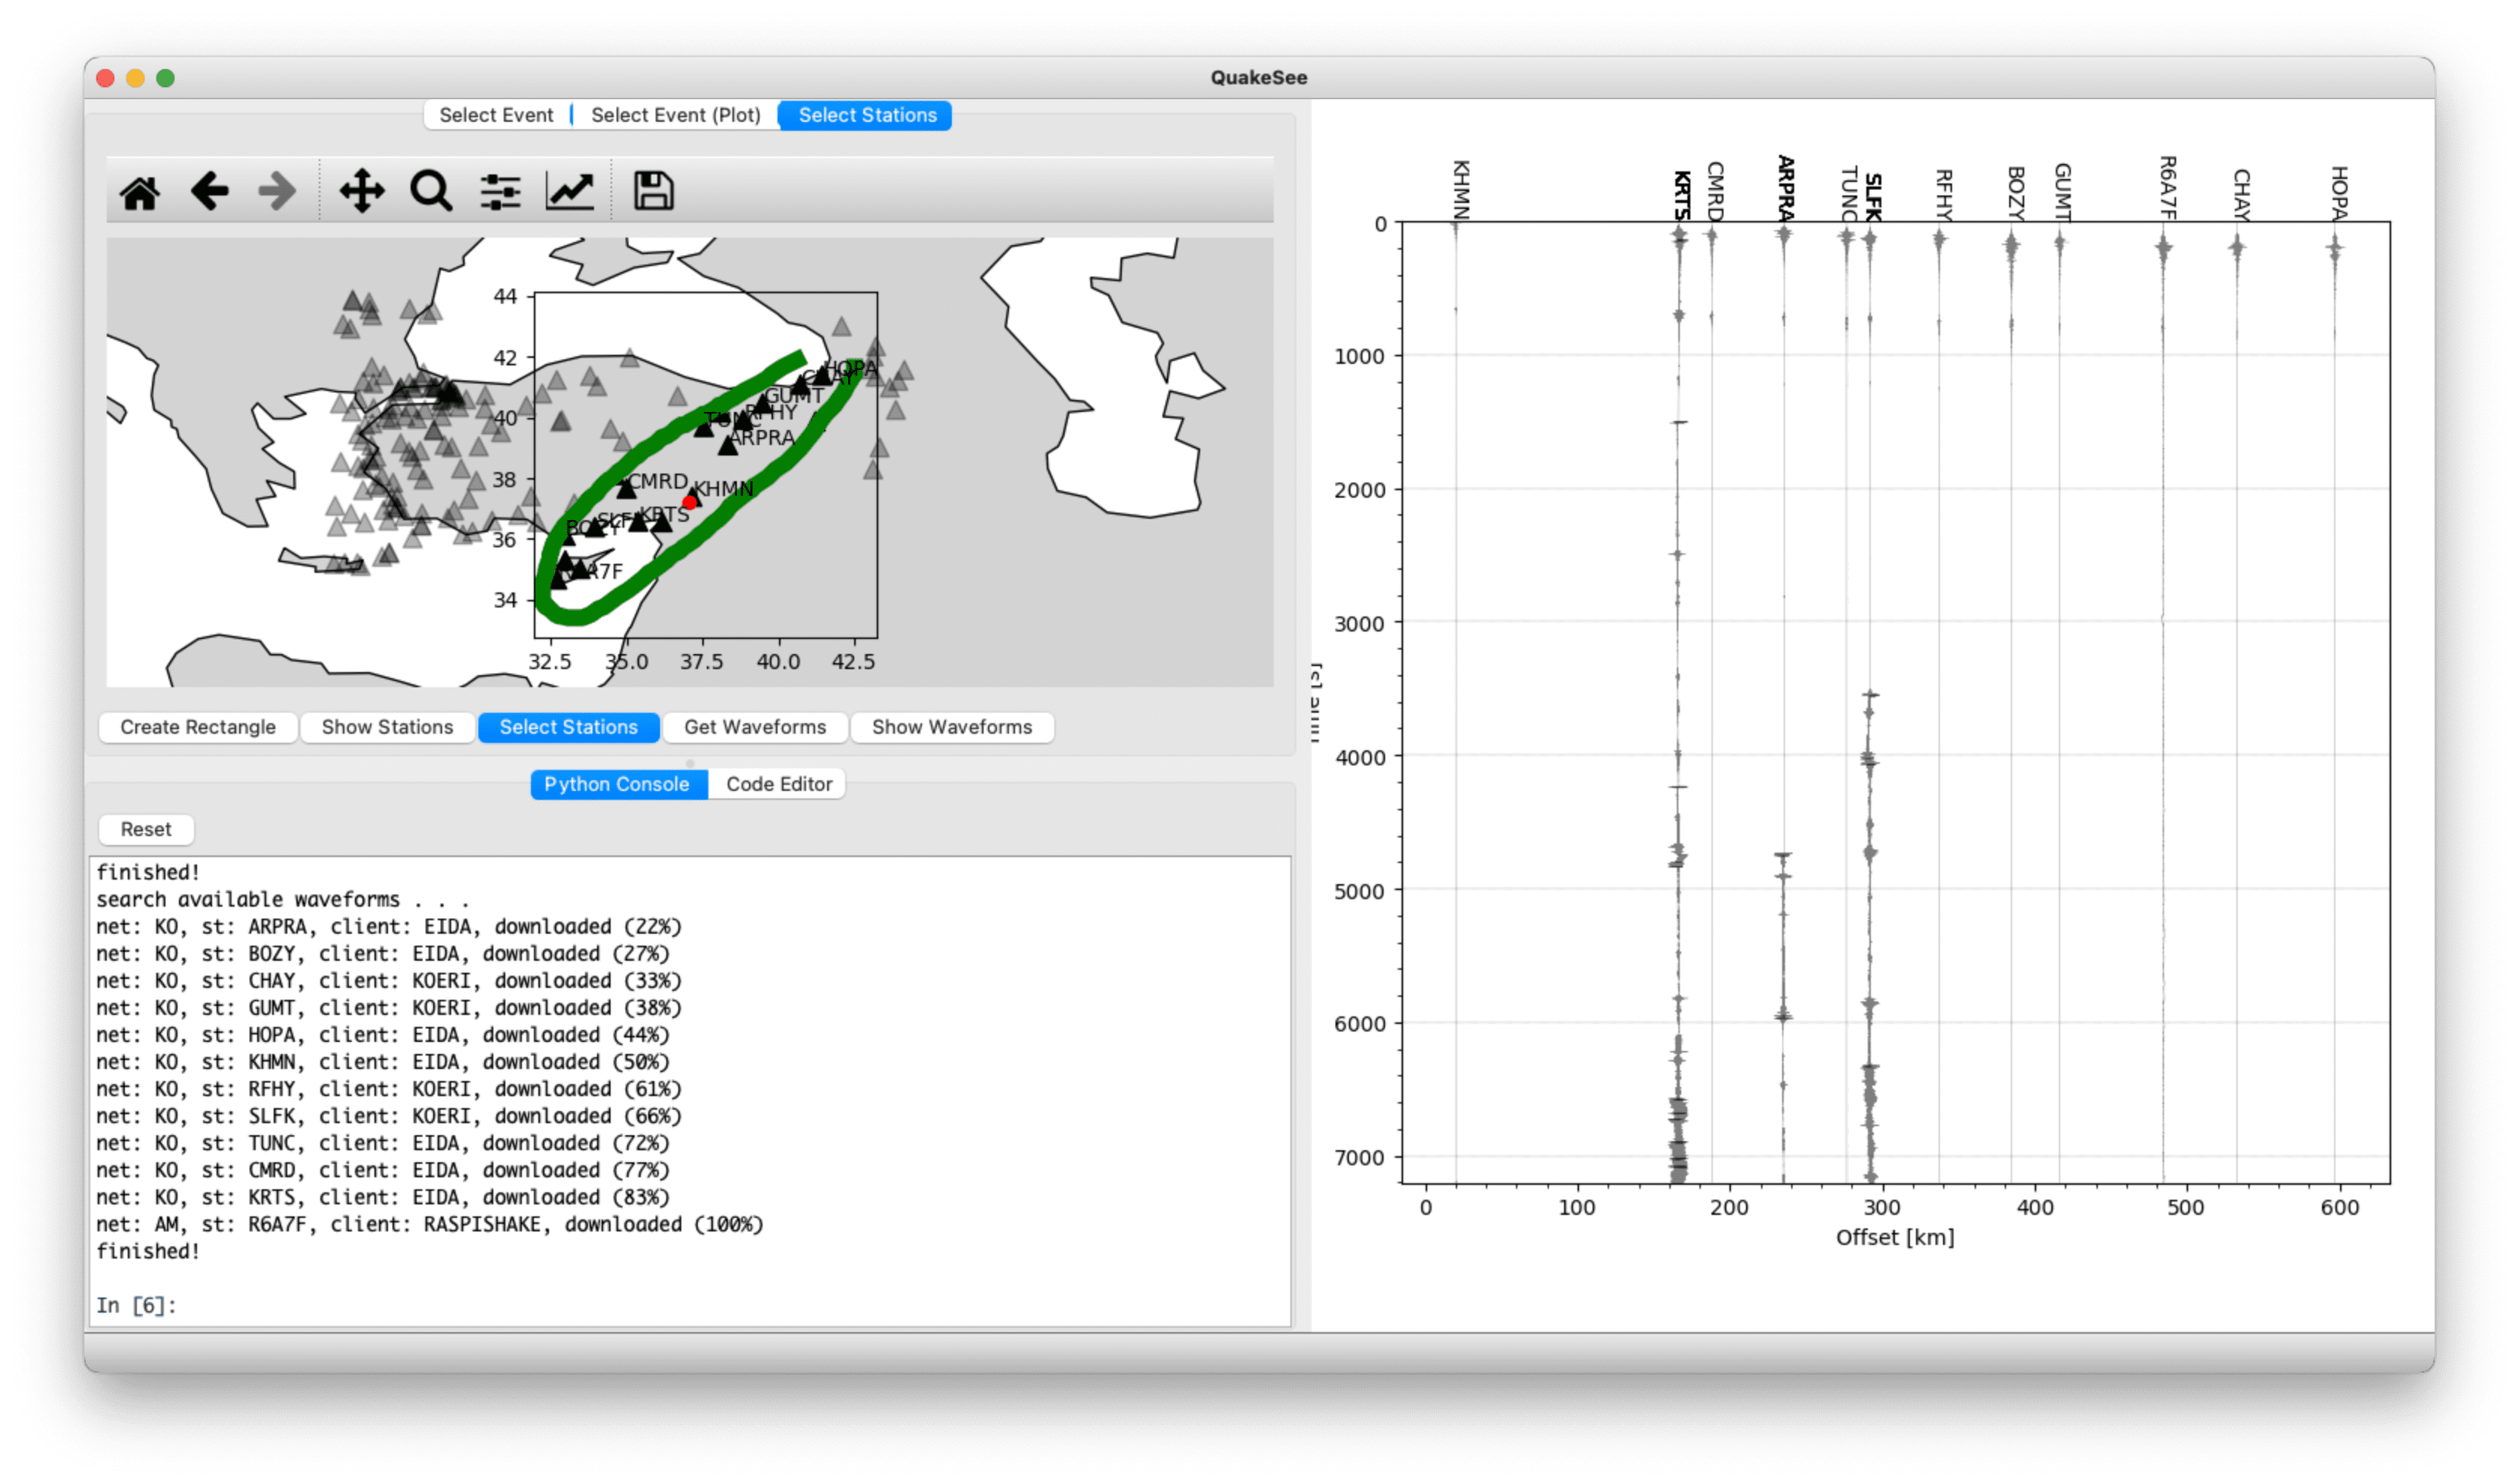 QuakeSee
Select Event
Select Event (Plot)
Select Stations
44
42
40
38
36
34
32.5
35.0
37.5
40.0
42.5
HOPA
GUMT
RFHY
TUNC
ARPRA
CMRD
KHMN
KRTS
Create Rectangle
Show Stations
Select Stations
Get Waveforms
Show Waveforms
Python Console
Code Editor
Reset
finished!
search available waveforms . . .
net: KO, st: ARPRA, client: EIDA, downloaded (22%)
net: KO, st: BOZY, client: EIDA, downloaded (27%)
net: KO, st: CHAY, client: KOERI, downloaded (33%)
net: KO, st: GUMT, client: KOERI, downloaded (38%)
net: KO, st: HOPA, client: EIDA, downloaded (44%)
net: KO, st: KHMN, client: EIDA, downloaded (50%)
net: KO, st: RFHY, client: KOERI, downloaded (61%)
net: KO, st: SLFK, client: KOERI, downloaded (66%)
net: KO, st: TUNC, client: EIDA, downloaded (72%)
net: KO, st: CMRD, client: EIDA, downloaded (77%)
net: KO, st: KRTS, client: EIDA, downloaded (83%)
net: AM, st: R6A7F, client: RASPISHAKE, downloaded (100%)
finished!
In [6]:
KHMN
KRTS
CMRD
ARPRA
TUNC
SLFK
RFHY
BOZY
GUMT
R6A7F
CHAY
HOPA
0
1000
2000
3000
4000
5000
6000
7000
0
100
200
300
400
500
600
Offset [km]